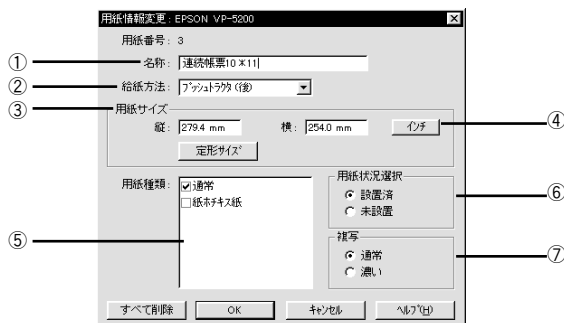 用紙情報変更：EPSON VP-5200
用紙番号： 3
① 名称： 連続帳票10×11
② 給紙方法： プッシュトラクタ(後)
③ 用紙サイズ
縦： 279.4 mm 横： 254.0 mm インチ ④
定形サイズ
用紙種類： 通常
紙ホチキス紙
⑤
用紙状況選択
設置済
未設置
⑥
複写
通常
濃い
⑦
すべて削除 OK キャンセル ヘルプ(H)